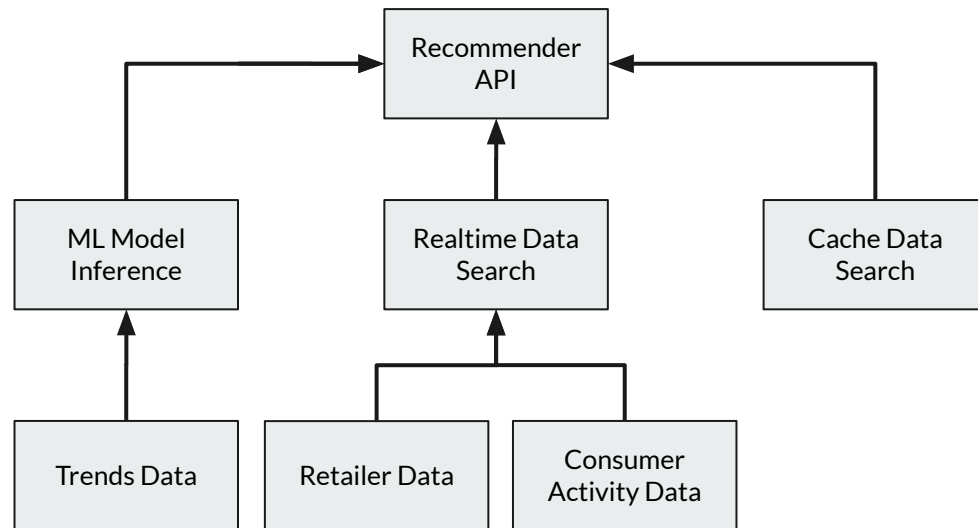 Recommender
API
ML Model
Inference
Realtime Data
Search
Cache Data
Search
Trends Data
Retailer Data
Consumer
Activity Data